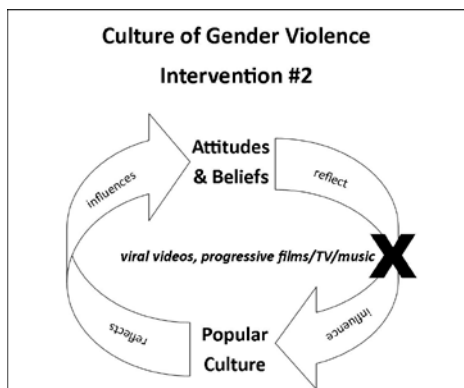 Culture of Gender Violence
Intervention #2
Attitudes
& Beliefs
influences
reflect
viral videos, progressive films/TV/music
X
influence
reflects
Popular
Culture